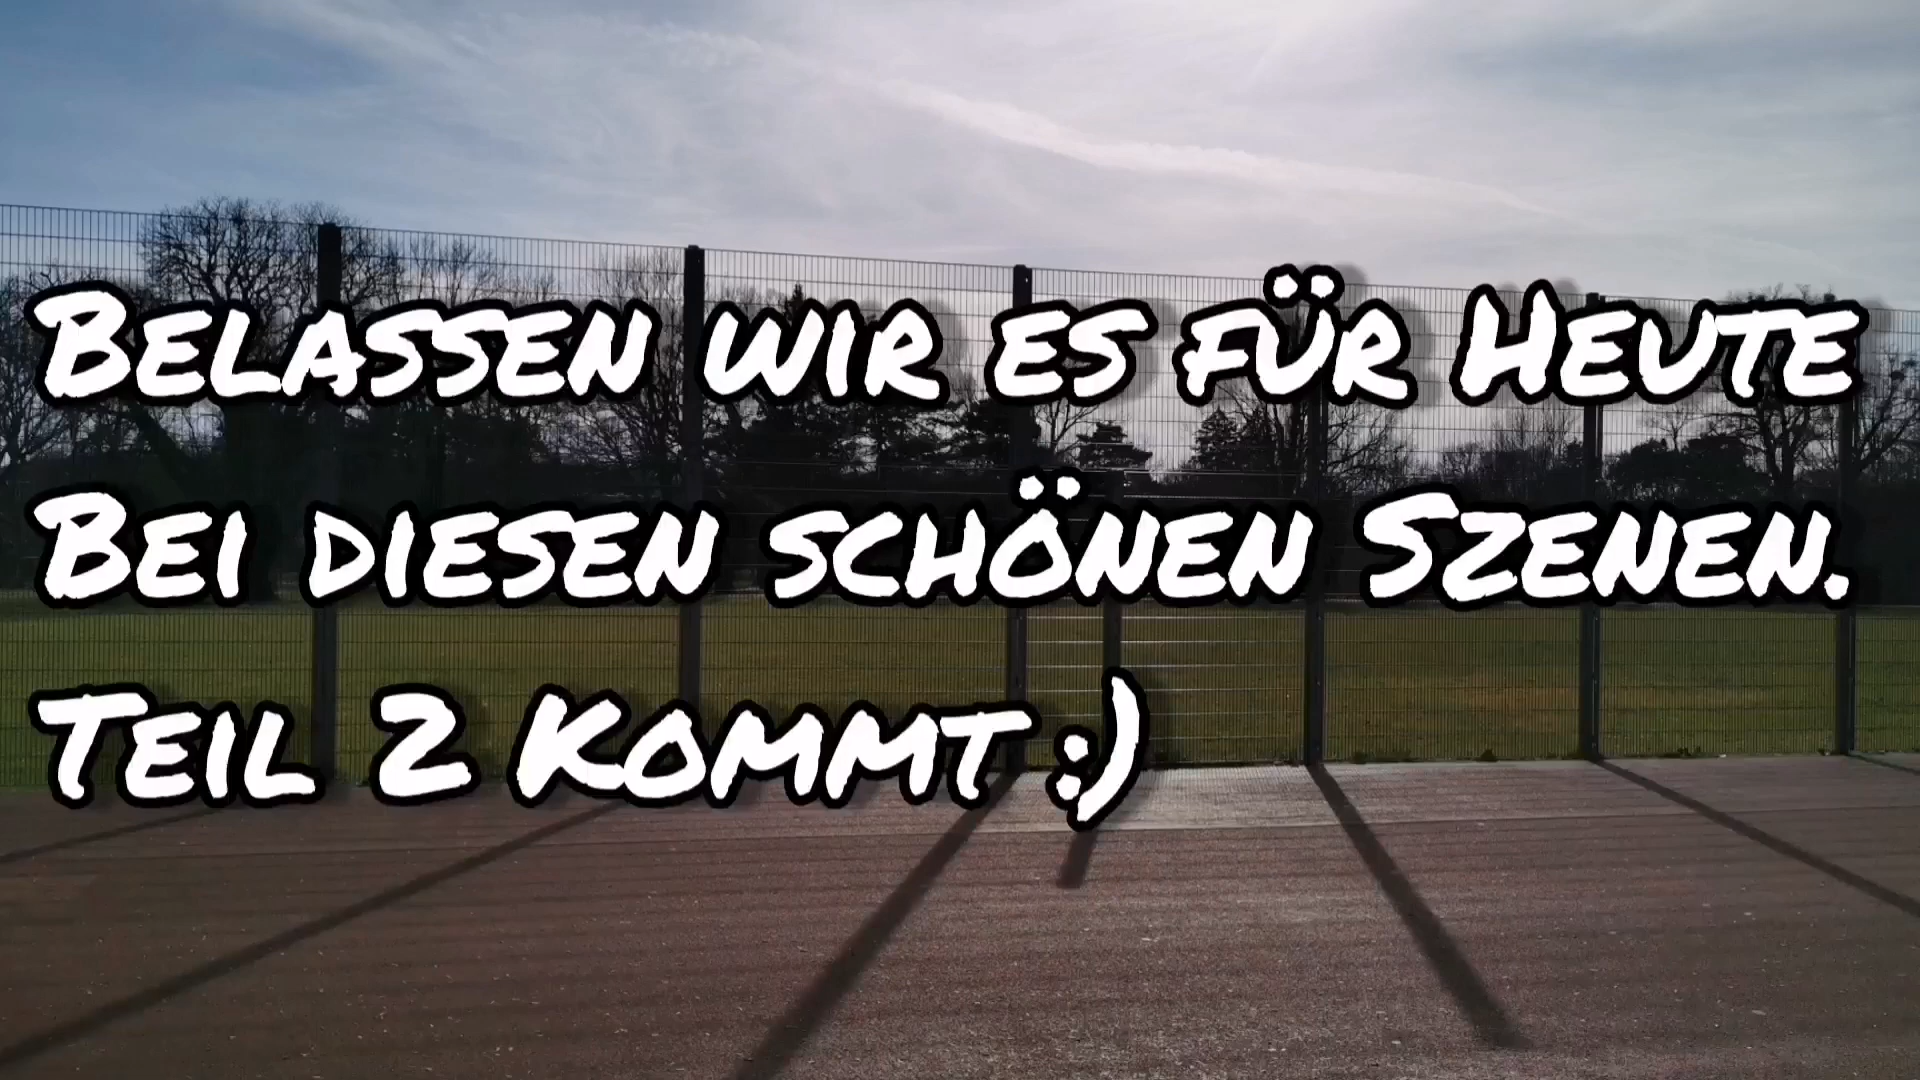 Belassen wir es für Heute
Bei diesen schönen Szenen.
Teil 2 Kommt :)